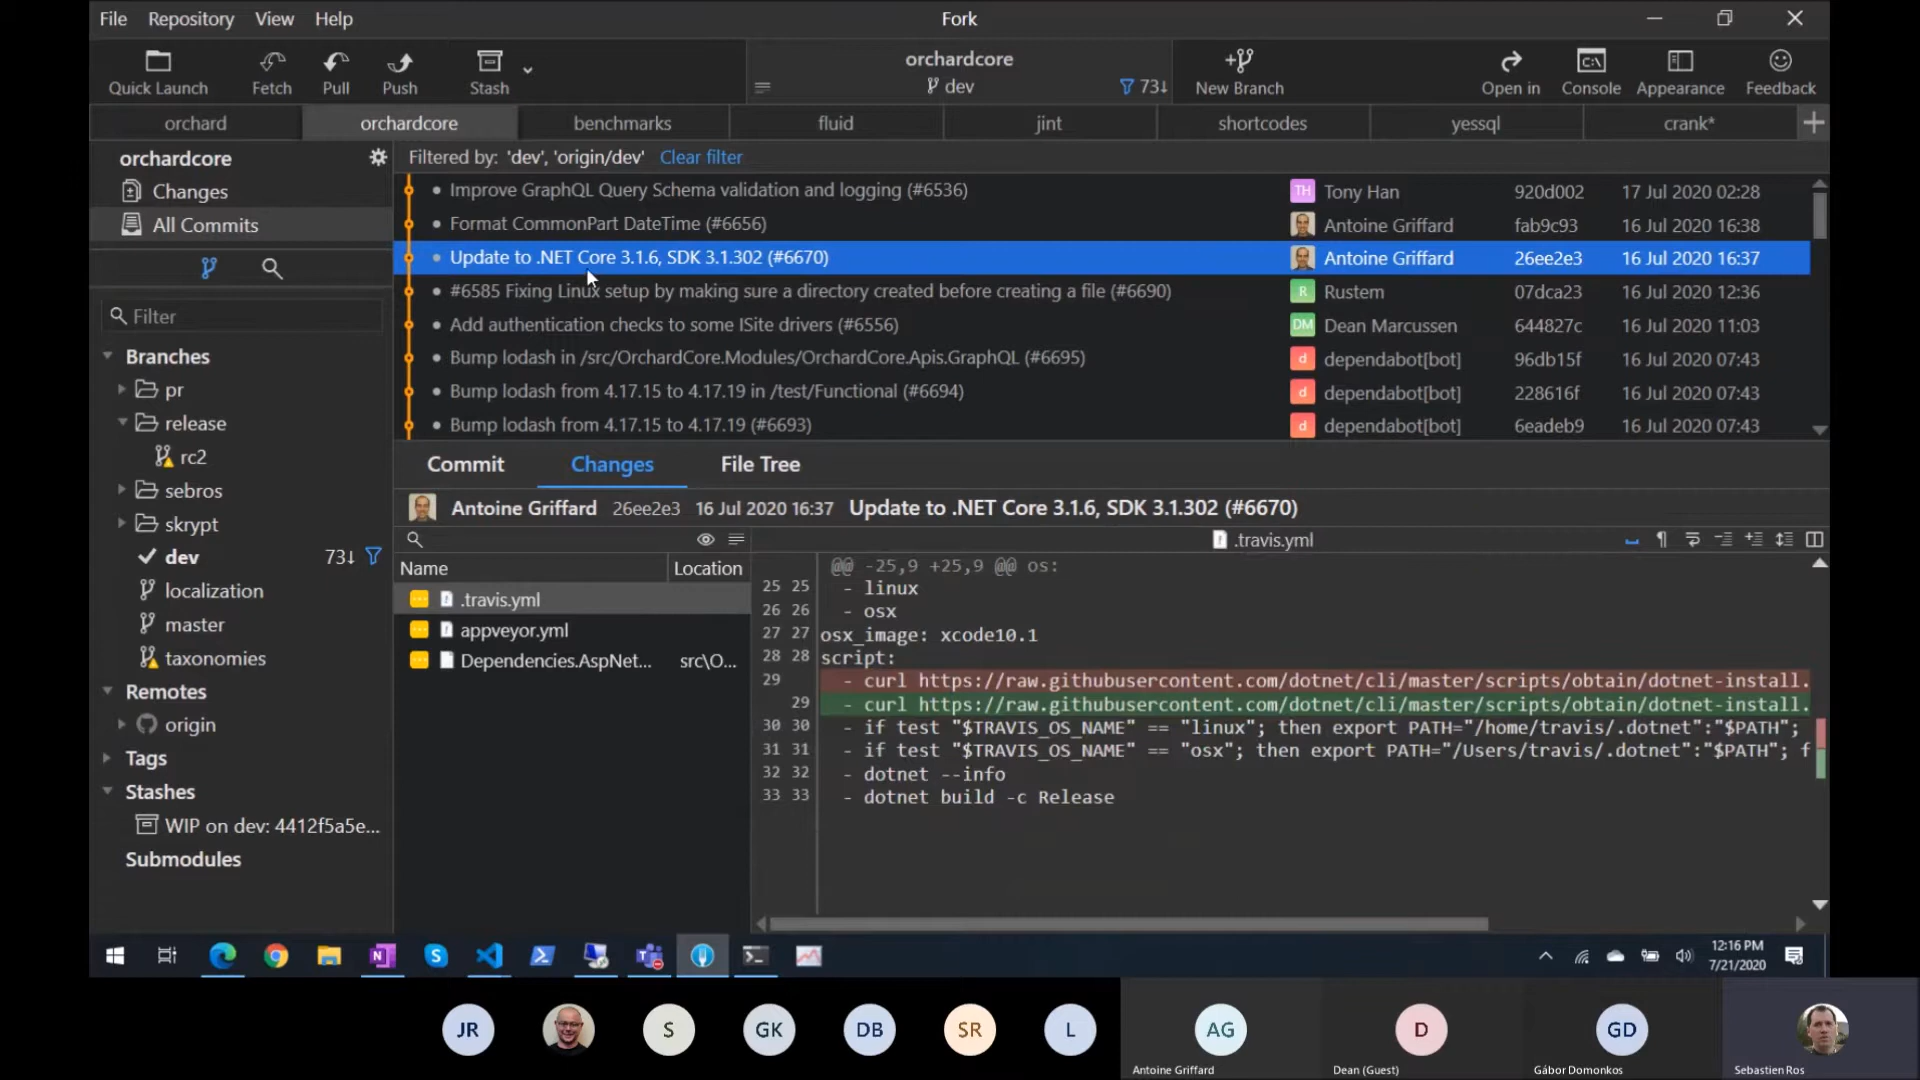 File Repository View Help
Fork
Quick Launch
Fetch
Pull
Push
Stash
orchardcore
dev
73↓
New Branch
Open in
Console
Appearance
Feedback
orchard
orchardcore
benchmarks
fluid
jint
shortcodes
yessql
crank*
orchardcore
Changes
All Commits
Filter
Branches
pr
release
rc2
sebros
skrypt
dev 73↓
localization
master
taxonomies
Remotes
origin
Tags
Stashes
WIP on dev: 4412f5a5e...
Submodules
Filtered by: 'dev', 'origin/dev' Clear filter
Improve GraphQL Query Schema validation and logging (#6536) TH Tony Han 920d002 17 Jul 2020 02:28
Format CommonPart DateTime (#6656) Antoine Griffard fab9c93 16 Jul 2020 16:38
Update to .NET Core 3.1.6, SDK 3.1.302 (#6670) Antoine Griffard 26ee2e3 16 Jul 2020 16:37
#6585 Fixing Linux setup by making sure a directory created before creating a file (#6690) R Rustem 07dca23 16 Jul 2020 12:36
Add authentication checks to some ISite drivers (#6556) DM Dean Marcussen 644827c 16 Jul 2020 11:03
Bump lodash in /src/OrchardCore.Modules/OrchardCore.Apis.GraphQL (#6695) d dependabot[bot] 96db15f 16 Jul 2020 07:43
Bump lodash from 4.17.15 to 4.17.19 in /test/Functional (#6694) d dependabot[bot] 228616f 16 Jul 2020 07:43
Bump lodash from 4.17.15 to 4.17.19 (#6693) d dependabot[bot] 6eadeb9 16 Jul 2020 07:43
Commit Changes File Tree
Antoine Griffard 26ee2e3 16 Jul 2020 16:37 Update to .NET Core 3.1.6, SDK 3.1.302 (#6670)
.travis.yml
Name Location
.travis.yml
appveyor.yml
Dependencies.AspNet... src\O...
@@ -25,9 +25,9 @@ os:
25 25 - linux
26 26 - osx
27 27 osx_image: xcode10.1
28 28 script:
29 - curl https://raw.githubusercontent.com/dotnet/cli/master/scripts/obtain/dotnet-install.
29 - curl https://raw.githubusercontent.com/dotnet/cli/master/scripts/obtain/dotnet-install.
30 30 - if test "$TRAVIS_OS_NAME" == "linux"; then export PATH="/home/travis/.dotnet":"$PATH";
31 31 - if test "$TRAVIS_OS_NAME" == "osx"; then export PATH="/Users/travis/.dotnet":"$PATH"; f
32 32 - dotnet --info
33 33 - dotnet build -c Release
12:16 PM
7/21/2020
JR
S
GK
DB
SR
L
AG
D
GD
Antoine Griffard
Dean (Guest)
Gábor Domonkos
Sebastien Ros